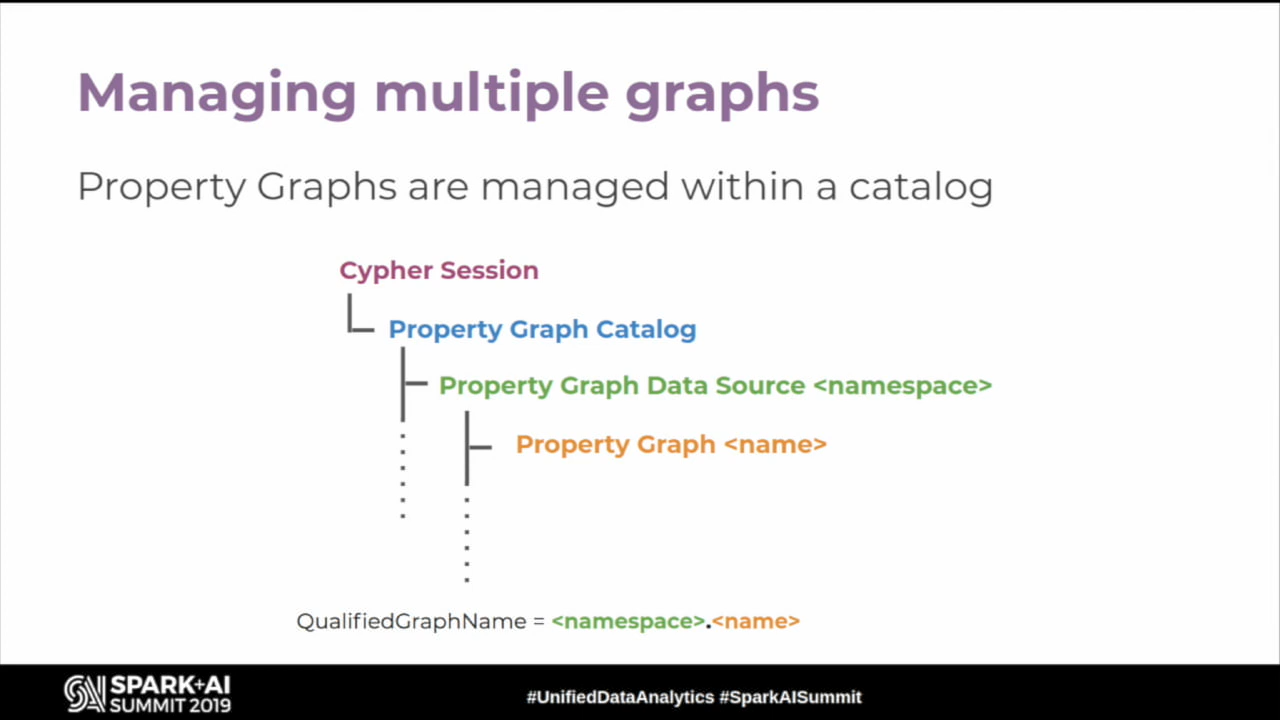 Managing multiple graphs
Property Graphs are managed within a catalog
Cypher Session
Property Graph Catalog
Property Graph Data Source <namespace>
Property Graph <name>
QualifiedGraphName = <namespace>.<name>
SPARK+AI
SUMMIT 2019
#UnifiedDataAnalytics #SparkAISummit